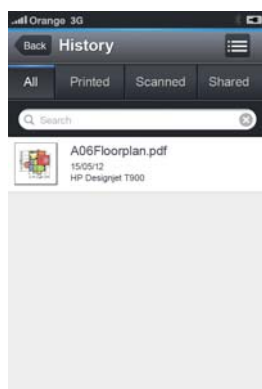 Orange 3G
Back History
All Printed Scanned Shared
Search
A06Floorplan.pdf
15/05/12
HP Designjet T900